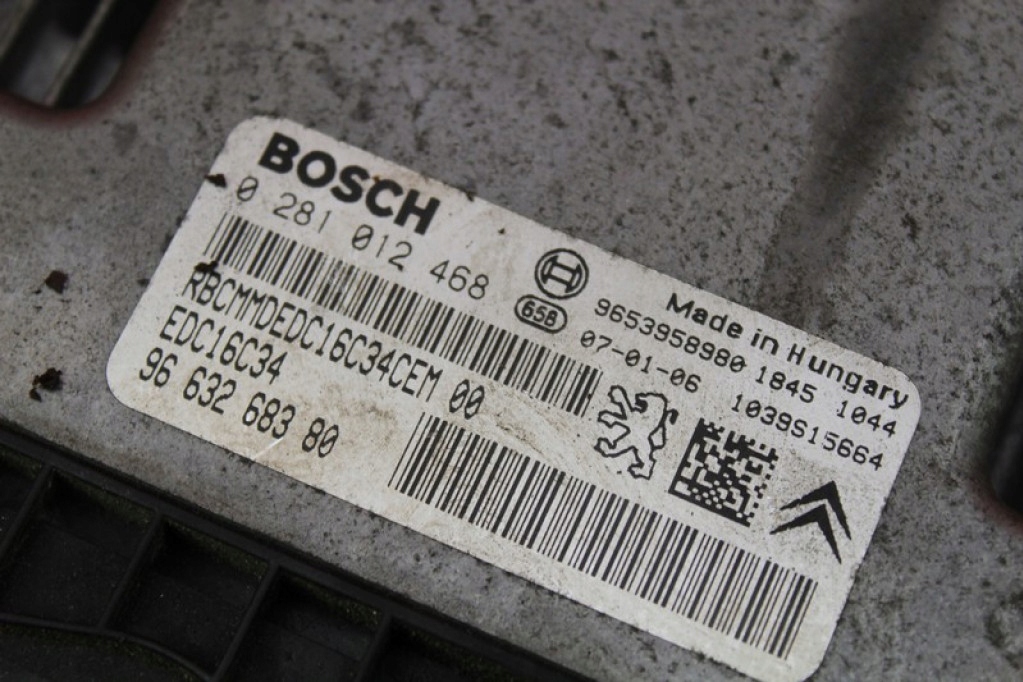 BOSCH
0 281 012 468
RBCMMDEDC16C34CEM 00
EDC16C34
96 632 683 80
H
658
Made in Hungary
9653958980 1845 1044
07-01-06 1039S15664